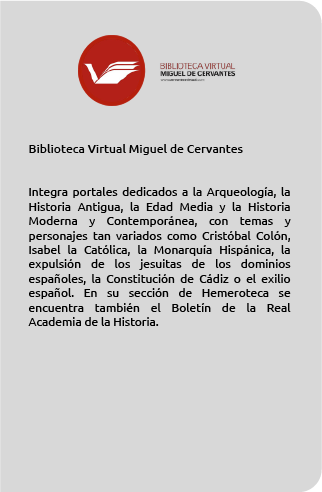 BIBLIOTECA VIRTUAL
MIGUEL DE CERVANTES
Biblioteca Virtual Miguel de Cervantes
Integra portales dedicados a la Arqueología, la
Historia Antigua, la Edad Media y la Historia
Moderna y Contemporánea, con temas y
personajes tan variados como Cristóbal Colón,
Isabel la Católica, la Monarquía Hispánica, la
expulsión de los jesuitas de los dominios
españoles, la Constitución de Cádiz o el exilio
español. En su sección de Hemeroteca se
encuentra también el Boletín de la Real
Academia de la Historia.